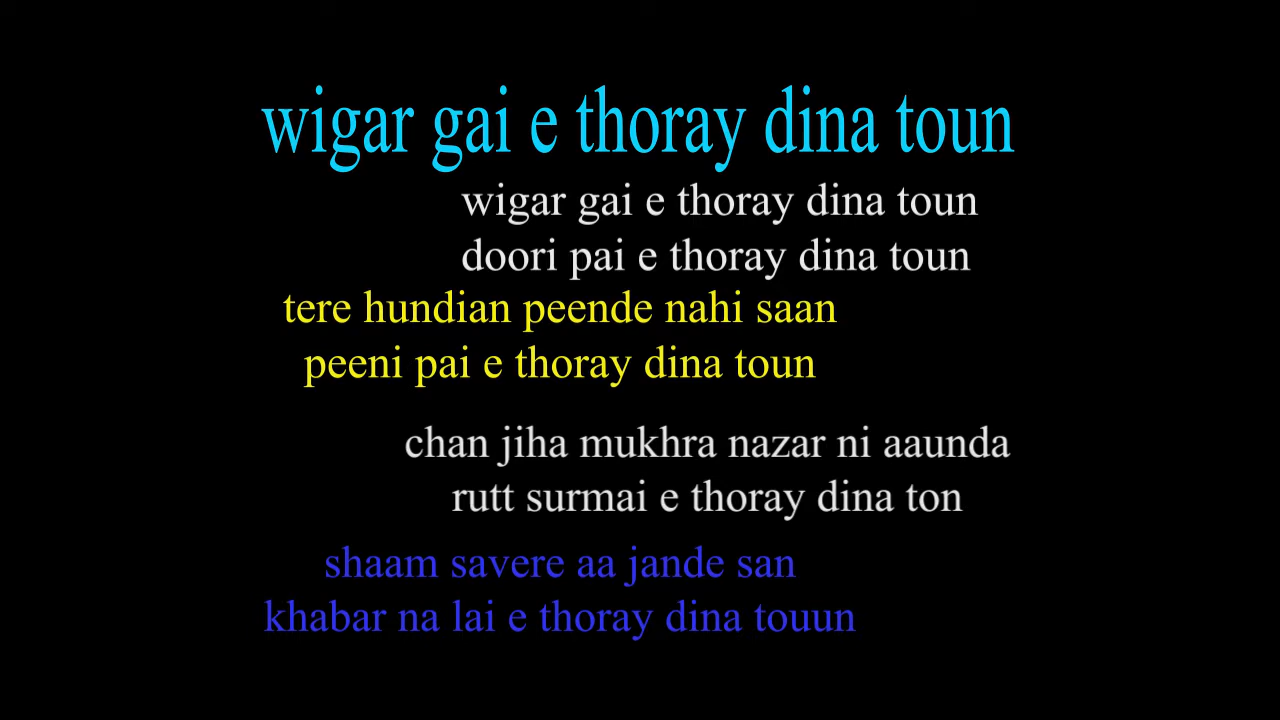 wigar gai e thoray dina toun
wigar gai e thoray dina toun
doori pai e thoray dina toun
tere hundian peende nahi saan
peeni pai e thoray dina toun
chan jiha mukhra nazar ni aaunda
rutt surmai e thoray dina ton
shaam savere aa jande san
khabar na lai e thoray dina touun